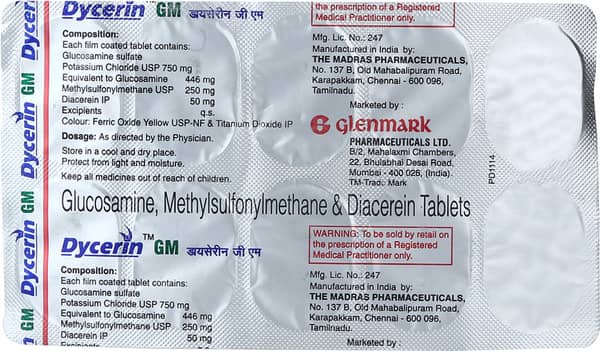 Dycerin™ GM डायसेरीन जी एम
Composition:
Each film coated tablet contains:
Glucosamine sulfate
Potassium Chloride USP 750 mg
Equivalent to Glucosamine 446 mg
Methylsulfonylmethane USP 250 mg
Diacerein IP 50 mg
Excipients q.s.
Colour: Ferric Oxide Yellow USP-NF & Titanium Dioxide IP
Dosage: As directed by the Physician.
Store in a cool and dry place.
Protect from light and moisture.
Keep all medicines out of reach of children.
the prescription of a Registered
Medical Practitioner only.
Mfg. Lic. No.: 247
Manufactured in India by:
THE MADRAS PHARMACEUTICALS,
No. 137 B, Old Mahabalipuram Road,
Karapakkam, Chennai - 600 096,
Tamilnadu.
Marketed by :
G Glenmark
PHARMACEUTICALS LTD.
B/2, Mahalaxmi Chambers,
22, Bhulabhai Desai Road,
Mumbai - 400 026, (India).
TM-Trade Mark
PD1114
Glucosamine, Methylsulfonylmethane & Diacerein Tablets
Dycerin™ GM डायसेरीन जी एम
Composition:
Each film coated tablet contains:
Glucosamine sulfate
Potassium Chloride USP 750 mg
Equivalent to Glucosamine 446 mg
Methylsulfonylmethane USP 250 mg
Diacerein IP 50 mg
WARNING: To be sold by retail on
the prescription of a Registered
Medical Practitioner only.
Mfg. Lic. No.: 247
Manufactured in India by:
THE MADRAS PHARMACEUTICALS,
No. 137 B, Old Mahabalipuram Road,
Karapakkam, Chennai - 600 096,
Tamilnadu.
Marketed by :
GM Dycerin GM Dycerin GM Dycerin